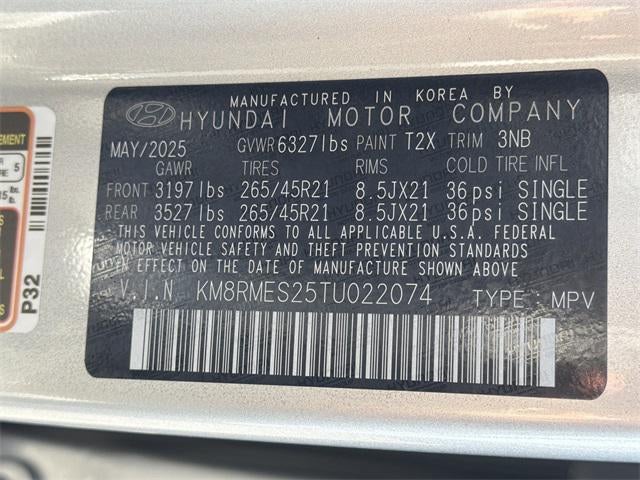 MANUFACTURED IN KOREA BY
HYUNDAI MOTOR COMPANY
MAY/2025 GVWR 6327lbs PAINT T2X TRIM 3NB
GAWR TIRES RIMS COLD TIRE INFL
FRONT 3197lbs 265/45R21 8.5JX21 36psi SINGLE
REAR 3527lbs 265/45R21 8.5JX21 36psi SINGLE
THIS VEHICLE CONFORMS TO ALL APPLICABLE U.S.A. FEDERAL
MOTOR VEHICLE SAFETY AND THEFT PREVENTION STANDARDS
IN EFFECT ON THE DATE OF MANUFACTURE SHOWN ABOVE
V.I.N KM8RMES25TU022074 TYPE: MPV
P32
5